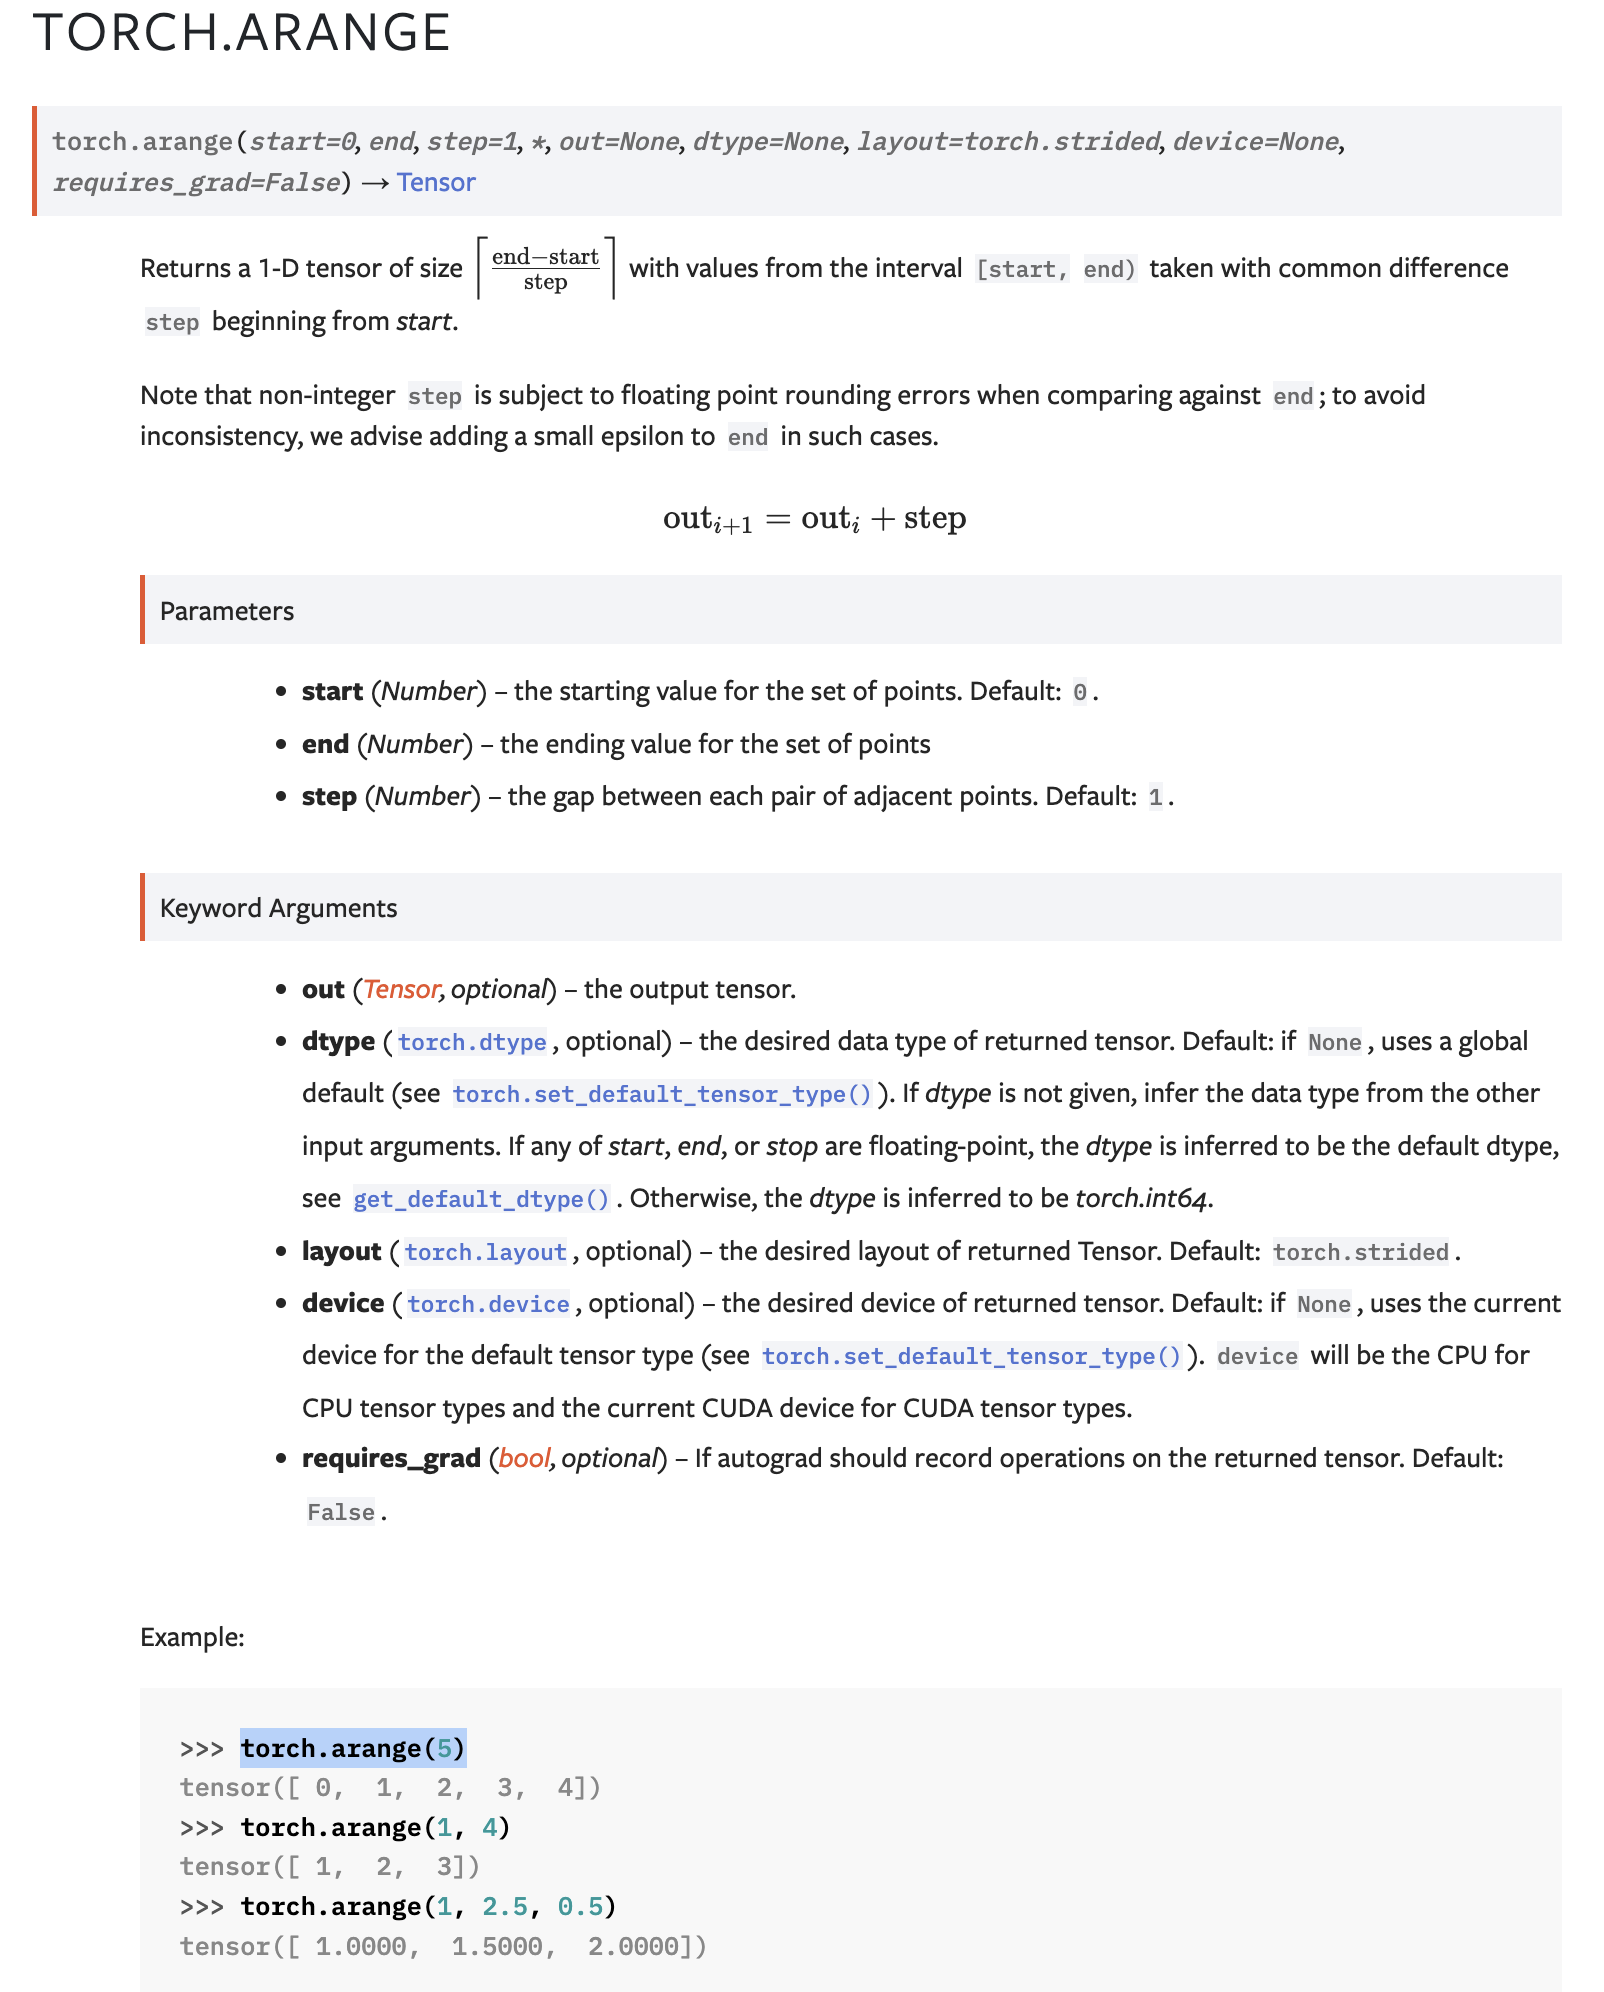 TORCH.ARANGE
torch.arange(start=0, end, step=1, *, out=None, dtype=None, layout=torch.strided, device=None,
requires_grad=False) → Tensor
Returns a 1-D tensor of size ⌈(end−start)/step⌉ with values from the interval [start, end) taken with common difference
step beginning from start.
Note that non-integer step is subject to floating point rounding errors when comparing against end; to avoid
inconsistency, we advise adding a small epsilon to end in such cases.
out_{i+1} = out_i + step
Parameters
• start (Number) – the starting value for the set of points. Default: 0.
• end (Number) – the ending value for the set of points
• step (Number) – the gap between each pair of adjacent points. Default: 1.
Keyword Arguments
• out (Tensor, optional) – the output tensor.
• dtype (torch.dtype, optional) – the desired data type of returned tensor. Default: if None, uses a global
default (see torch.set_default_tensor_type()). If dtype is not given, infer the data type from the other
input arguments. If any of start, end, or stop are floating-point, the dtype is inferred to be the default dtype,
see get_default_dtype(). Otherwise, the dtype is inferred to be torch.int64.
• layout (torch.layout, optional) – the desired layout of returned Tensor. Default: torch.strided.
• device (torch.device, optional) – the desired device of returned tensor. Default: if None, uses the current
device for the default tensor type (see torch.set_default_tensor_type()). device will be the CPU for
CPU tensor types and the current CUDA device for CUDA tensor types.
• requires_grad (bool, optional) – If autograd should record operations on the returned tensor. Default:
False.
Example:
>>> torch.arange(5)
tensor([ 0,  1,  2,  3,  4])
>>> torch.arange(1, 4)
tensor([ 1,  2,  3])
>>> torch.arange(1, 2.5, 0.5)
tensor([ 1.0000,  1.5000,  2.0000])